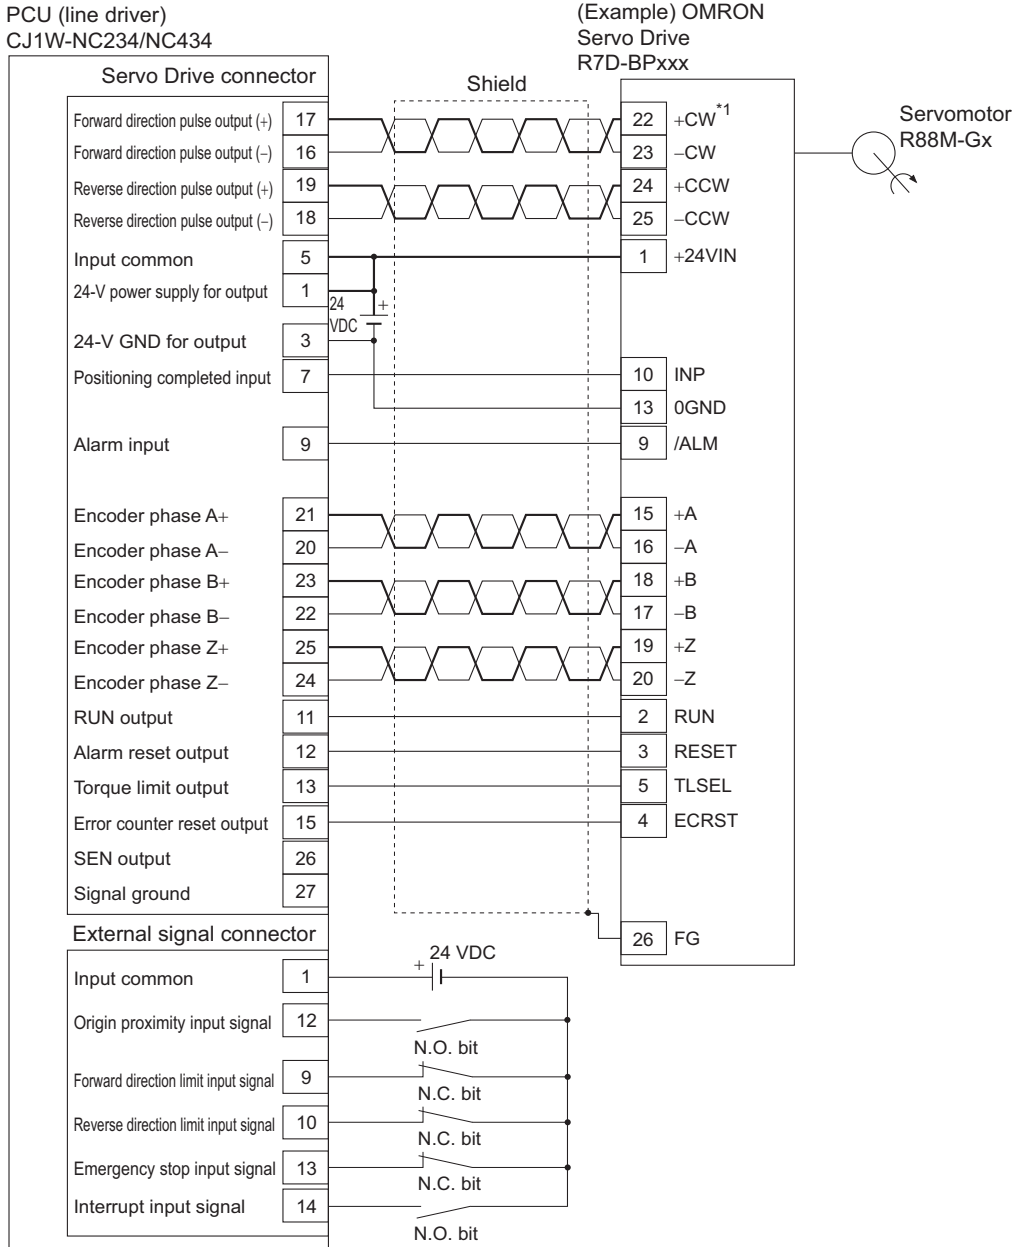 PCU (line driver)
CJ1W-NC234/NC434
(Example) OMRON
Servo Drive
R7D-BPxxx
Servo Drive connector
Shield
Servomotor
R88M-Gx
Forward direction pulse output (+) 17 22 +CW*1
Forward direction pulse output (−) 16 23 −CW
Reverse direction pulse output (+) 19 24 +CCW
Reverse direction pulse output (−) 18 25 −CCW
Input common 5 1 +24VIN
24-V power supply for output 1
24 +
VDC
24-V GND for output 3
Positioning completed input 7 10 INP
13 0GND
Alarm input 9 9 /ALM
Encoder phase A+ 21 15 +A
Encoder phase A− 20 16 −A
Encoder phase B+ 23 18 +B
Encoder phase B− 22 17 −B
Encoder phase Z+ 25 19 +Z
Encoder phase Z− 24 20 −Z
RUN output 11 2 RUN
Alarm reset output 12 3 RESET
Torque limit output 13 5 TLSEL
Error counter reset output 15 4 ECRST
SEN output 26
Signal ground 27
26 FG
External signal connector
+ 24 VDC
Input common 1
Origin proximity input signal 12
N.O. bit
Forward direction limit input signal 9
N.C. bit
Reverse direction limit input signal 10
N.C. bit
Emergency stop input signal 13
N.C. bit
Interrupt input signal 14
N.O. bit